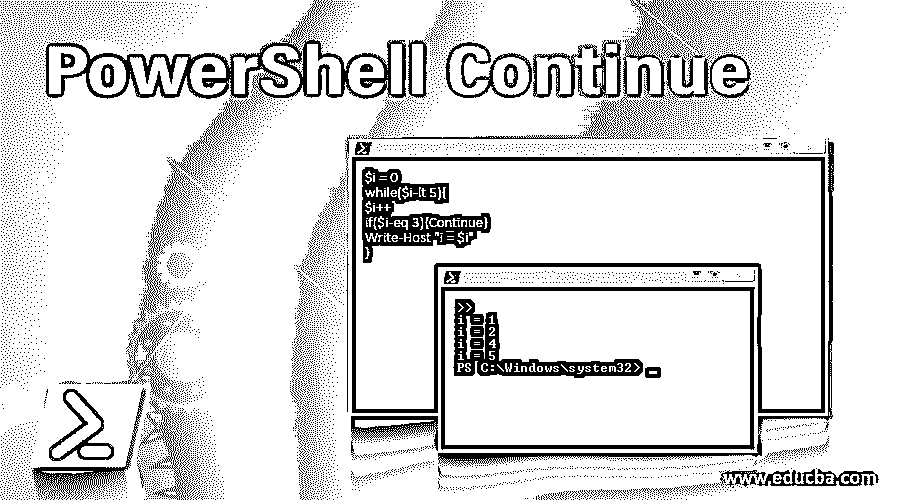 PowerShell Continue
$i = 0
while($i-lt 5){
$i++
if($i-eq 3){Continue}
Write-Host "i = $i"
}
>>
i = 1
i = 2
i = 4
i = 5
PS C:\Windows\system32>
www.educba.com